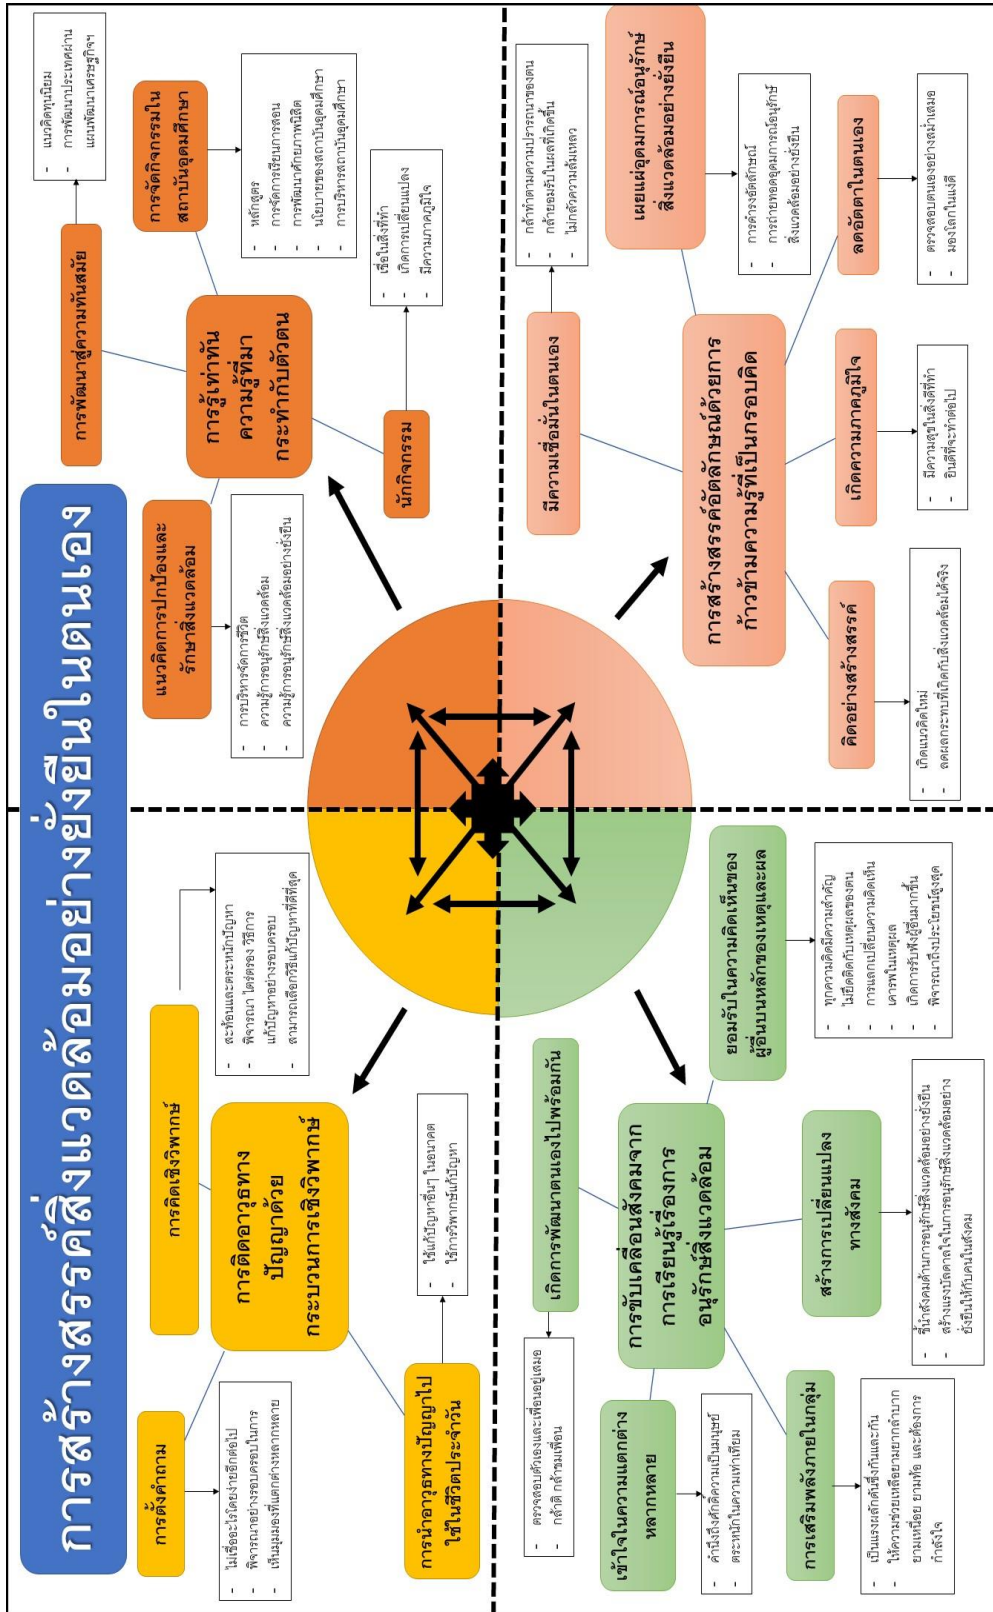 การสร้างสรรค์สิ่งแวดล้อมอย่างยั่งยืนในตนเอง
การตั้งคำถาม
- ไม่เชื่ออะไรโดยง่ายอีกต่อไป
- พิจารณาอย่างรอบครอบในการ
- เห็นมุมมองที่แตกต่างหลากหลาย
การคิดเชิงวิพากษ์
- สะท้อนและตระหนักปัญหา
- พิจารณา ไตร่ตรอง วิธีการ
แก้ปัญหาอย่างรอบครอบ
- สามารถเลือกวิธีแก้ปัญหาที่ดีที่สุด
การติดอาวุธทาง
ปัญญาด้วย
กระบวนการเชิงวิพากษ์
การนำอาวุธทางปัญญาไป
ใช้ในชีวิตประจำวัน
- ใช้แก้ปัญหาอื่นๆ ในอนาคต
- ใช้การวิพากษ์แก้ปัญหา
แนวคิดการปกป้องและ
รักษาสิ่งแวดล้อม
- การบริหารจัดการชีวิต
- ความรู้การอนุรักษ์สิ่งแวดล้อม
- ความรู้การอนุรักษ์สิ่งแวดล้อมอย่างยั่งยืน
การพัฒนาสู่ความทันสมัย
- แนวคิดทุนนิยม
- การพัฒนาประเทศผ่าน
แผนพัฒนาเศรษฐกิจฯ
การจัดกิจกรรมใน
สถาบันอุดมศึกษา
- หลักสูตร
- การจัดการเรียนการสอน
- การพัฒนาศักยภาพนิสิต
- นโยบายของสถาบันอุดมศึกษา
- การบริหารสถาบันอุดมศึกษา
การรู้เท่าทัน
ความรู้ที่มา
กระทำกับตัวตน
นักกิจกรรม
- เชื่อในสิ่งที่ทำ
- เกิดการเปลี่ยนแปลง
- มีความภาคภูมิใจ
เกิดการพัฒนาตนเองไปพร้อมกัน
- ตรวจสอบตัวเองและเพื่อนอยู่เสมอ
- กล้าติ กล้าชมเพื่อน
การขับเคลื่อนสังคมจาก
การเรียนรู้เรื่องการ
อนุรักษ์สิ่งแวดล้อม
เข้าใจในความแตกต่าง
หลากหลาย
- คำนึงถึงศักดิ์ความเป็นมนุษย์
- ตระหนักในความเท่าเทียม
การเสริมพลังภายในกลุ่ม
- เป็นแรงผลักดันซึ่งกันและกัน
- ให้ความช่วยเหลือยามยากลำบาก
ยามเหนื่อย ยามท้อ และต้องการ
กำลังใจ
สร้างการเปลี่ยนแปลง
ทางสังคม
- ชี้นำสังคมด้านการอนุรักษ์สิ่งแวดล้อมอย่างยั่งยืน
- สร้างแรงบัลดาลใจในการอนุรักษ์สิ่งแวดล้อมอย่าง
ยั่งยืนให้กับคนในสังคม
ยอมรับในความคิดเห็นของ
ผู้อื่นบนหลักของเหตุและผล
- ทุกความคิดมีความสำคัญ
- ไม่ยึดติดกับเหตุผลของตน
- การแลกเปลี่ยนความคิดเห็น
- เคารพในเหตุผล
- เกิดการรับฟังผู้อื่นมากขึ้น
- พิจารณาถึงประโยชน์สูงสุด
มีความเชื่อมั่นในตนเอง
- กล้าทำตามความปรารถนาของตน
- กล้ายอมรับในผลที่เกิดขึ้น
- ไม่กลัวความล้มเหลว
เผยแผ่อุดมการณ์อนุรักษ์
สิ่งแวดล้อมอย่างยั่งยืน
- การดำรงอัตลักษณ์
- การถ่ายทอดอุดมการณ์อนุรักษ์
สิ่งแวดล้อมอย่างยั่งยืน
การสร้างสรรค์อัตลักษณ์ด้วยการ
ก้าวข้ามความรู้ที่เป็นกรอบคิด
คิดอย่างสร้างสรรค์
- เกิดแนวคิดใหม่
- ลดผลกระทบที่เกิดกับสิ่งแวดล้อมได้จริง
เกิดความภาคภูมิใจ
- มีความสุขในสิ่งดีที่ทำ
- ยินดีที่จะทำต่อไป
ลดอัตตาในตนเอง
- ตรวจสอบตนเองอย่างสม่ำเสมอ
- มองโลกในแง่ดี